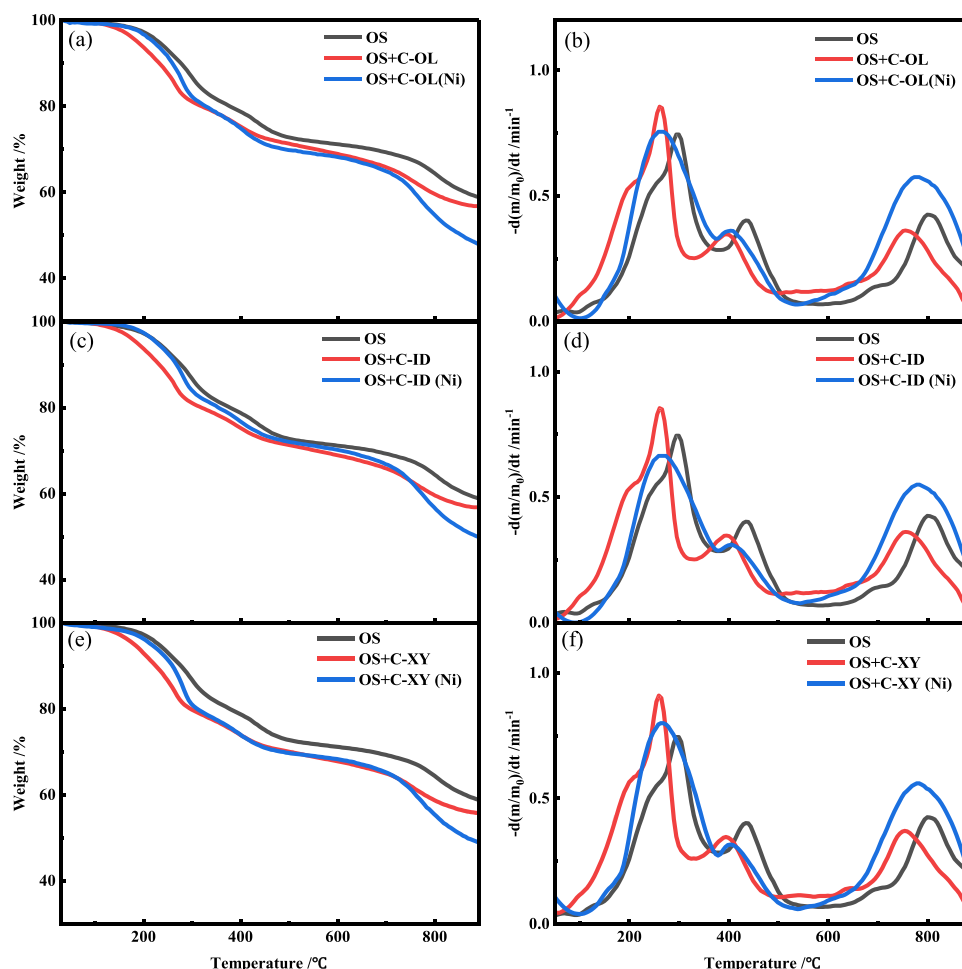 (a)
OS
OS+C-OL
OS+C-OL(Ni)
100
80
60
40
Weight /%
(b)
OS
OS+C-OL
OS+C-OL(Ni)
1.0
0.5
0.0
-d(m/m₀)/dt /min⁻¹
(c)
OS
OS+C-ID
OS+C-ID (Ni)
100
80
60
40
Weight /%
(d)
OS
OS+C-ID
OS+C-ID (Ni)
1.0
0.5
0.0
-d(m/m₀)/dt /min⁻¹
(e)
OS
OS+C-XY
OS+C-XY (Ni)
100
80
60
40
Weight /%
200 400 600 800
Temperature /℃
(f)
OS
OS+C-XY
OS+C-XY (Ni)
1.0
0.5
0.0
-d(m/m₀)/dt /min⁻¹
200 400 600 800
Temperature /℃